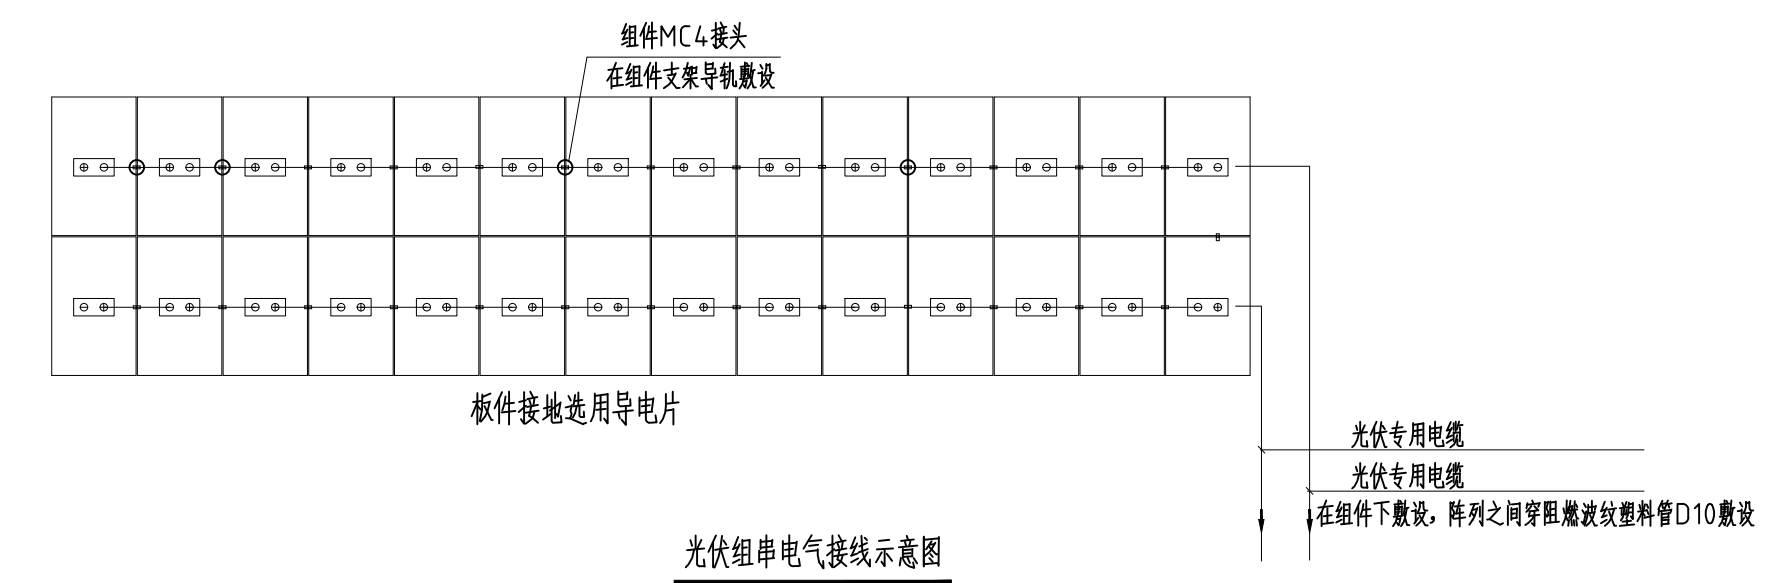 组件MC4接头
在组件支架导轨敷设
板件接地选用导电片
光伏专用电缆
光伏专用电缆
在组件下敷设，阵列之间穿阻燃波纹塑料管D10敷设
光伏组串电气接线示意图